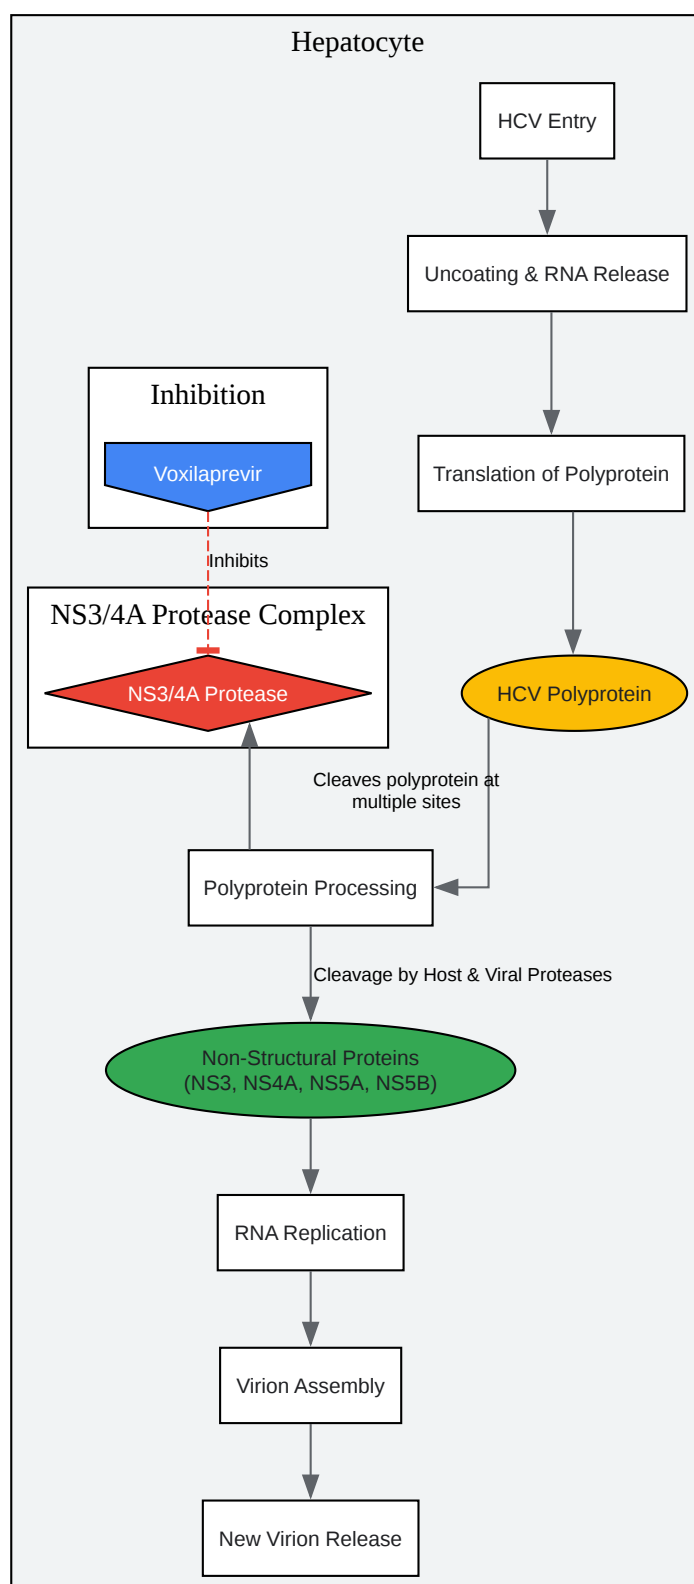 Hepatocyte
HCV Entry
Uncoating & RNA Release
Inhibition
Voxilaprevir
Translation of Polyprotein
Inhibits
NS3/4A Protease Complex
NS3/4A Protease
HCV Polyprotein
Cleaves polyprotein at
multiple sites
Polyprotein Processing
Cleavage by Host & Viral Proteases
Non-Structural Proteins
(NS3, NS4A, NS5A, NS5B)
RNA Replication
Virion Assembly
New Virion Release